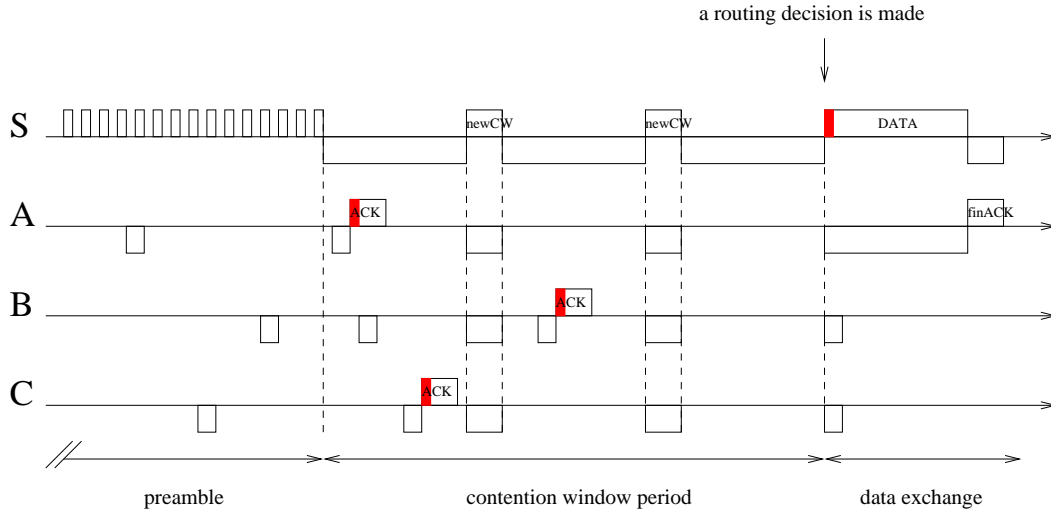 a routing decision is made
S
newCW
newCW
DATA
A
ACK
finACK
B
ACK
C
ACK
preamble
contention window period
data exchange